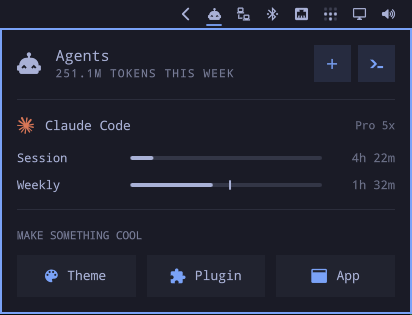 Agents
251.1M TOKENS THIS WEEK
Claude Code Pro 5x
Session 4h 22m
Weekly 1h 32m
MAKE SOMETHING COOL
Theme Plugin App